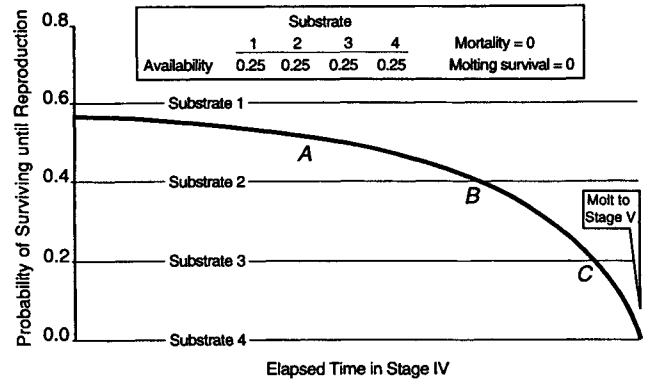 Substrate
1 2 3 4 Mortality = 0
Availability 0.25 0.25 0.25 0.25 Molting survival = 0
Probability of Surviving until Reproduction
0.8
0.6
0.4
0.2
0.0
Substrate 1
A
Substrate 2
B
Molt to
Stage V
Substrate 3
C
Substrate 4
Elapsed Time in Stage IV